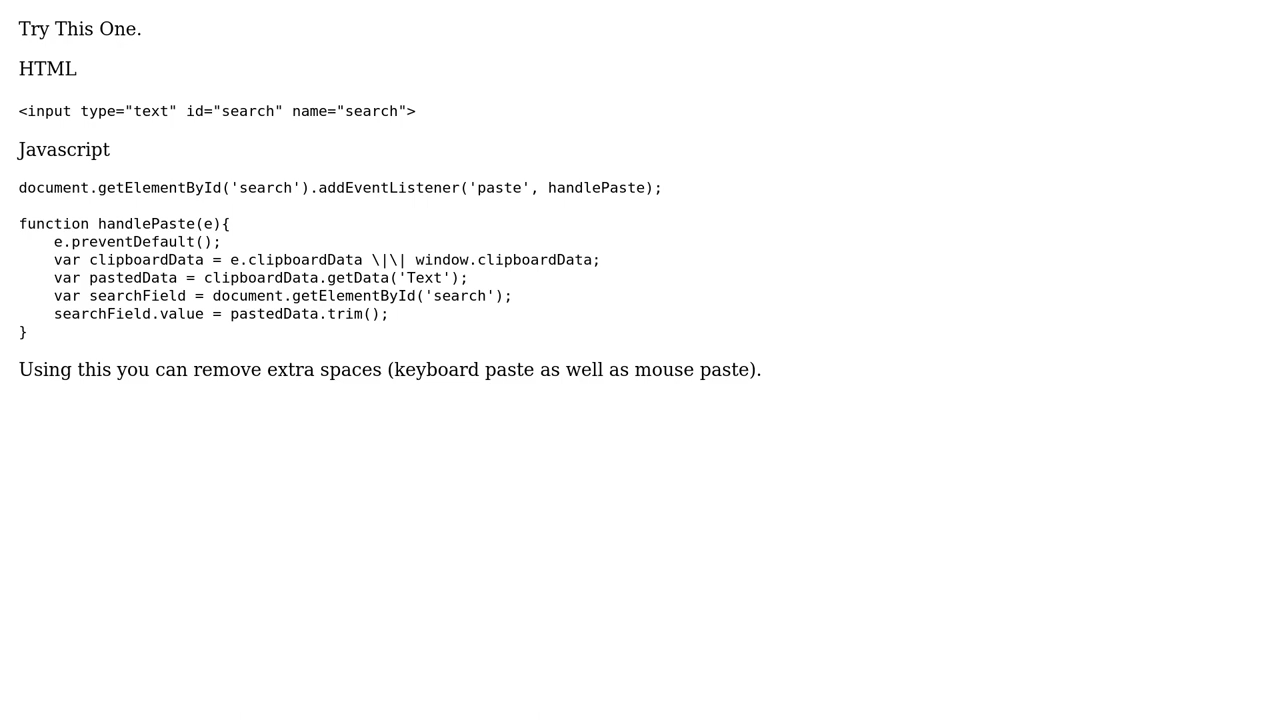 Try This One.
HTML
<input type="text" id="search" name="search">
Javascript
document.getElementById('search').addEventListener('paste', handlePaste);
function handlePaste(e){
    e.preventDefault();
    var clipboardData = e.clipboardData \|\| window.clipboardData;
    var pastedData = clipboardData.getData('Text');
    var searchField = document.getElementById('search');
    searchField.value = pastedData.trim();
}
Using this you can remove extra spaces (keyboard paste as well as mouse paste).